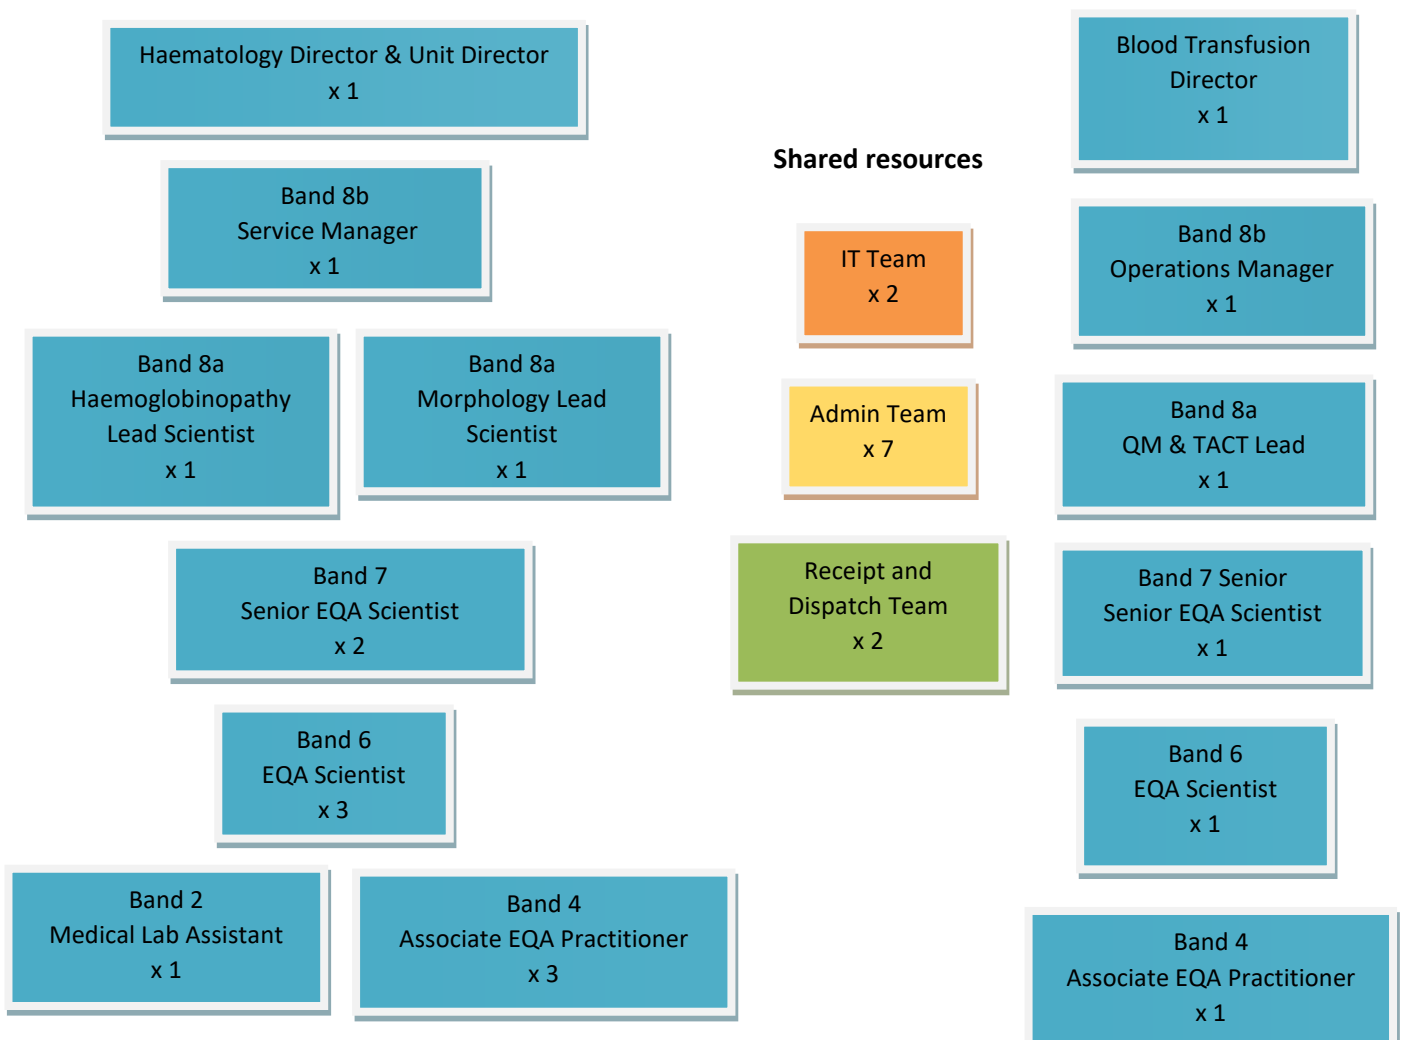 Haematology Director & Unit Director
x 1
Band 8b
Service Manager
x 1
Band 8a
Haemoglobinopathy
Lead Scientist
x 1
Band 8a
Morphology Lead
Scientist
x 1
Band 7
Senior EQA Scientist
x 2
Band 6
EQA Scientist
x 3
Band 2
Medical Lab Assistant
x 1
Band 4
Associate EQA Practitioner
x 3
Shared resources
IT Team
x 2
Admin Team
x 7
Receipt and
Dispatch Team
x 2
Blood Transfusion
Director
x 1
Band 8b
Operations Manager
x 1
Band 8a
QM & TACT Lead
x 1
Band 7 Senior
Senior EQA Scientist
x 1
Band 6
EQA Scientist
x 1
Band 4
Associate EQA Practitioner
x 1